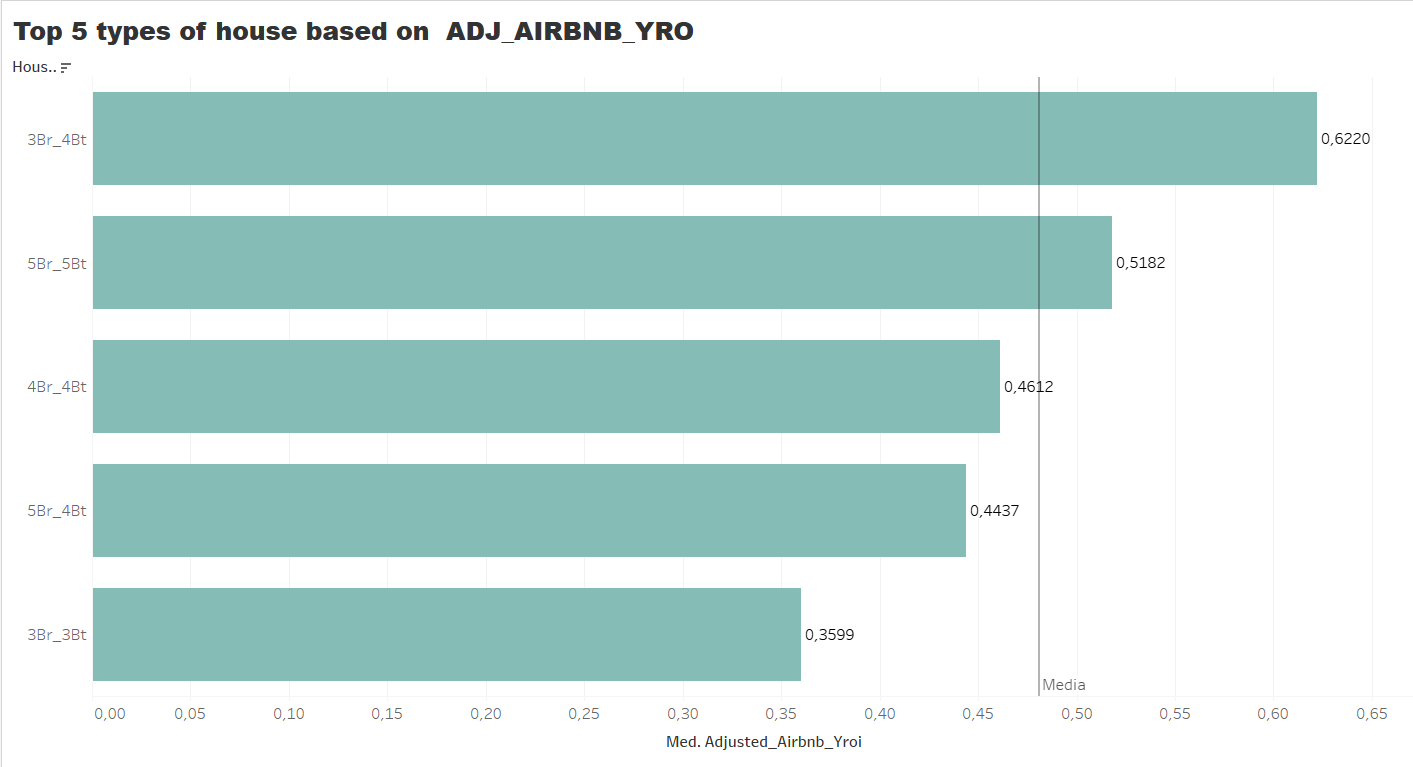 Top 5 types of house based on  ADJ_AIRBNB_YRO
Hous..
3Br_4Bt
0,6220
5Br_5Bt
0,5182
4Br_4Bt
0,4612
5Br_4Bt
0,4437
3Br_3Bt
0,3599
Media
0,00 0,05 0,10 0,15 0,20 0,25 0,30 0,35 0,40 0,45 0,50 0,55 0,60 0,65
Med. Adjusted_Airbnb_Yroi